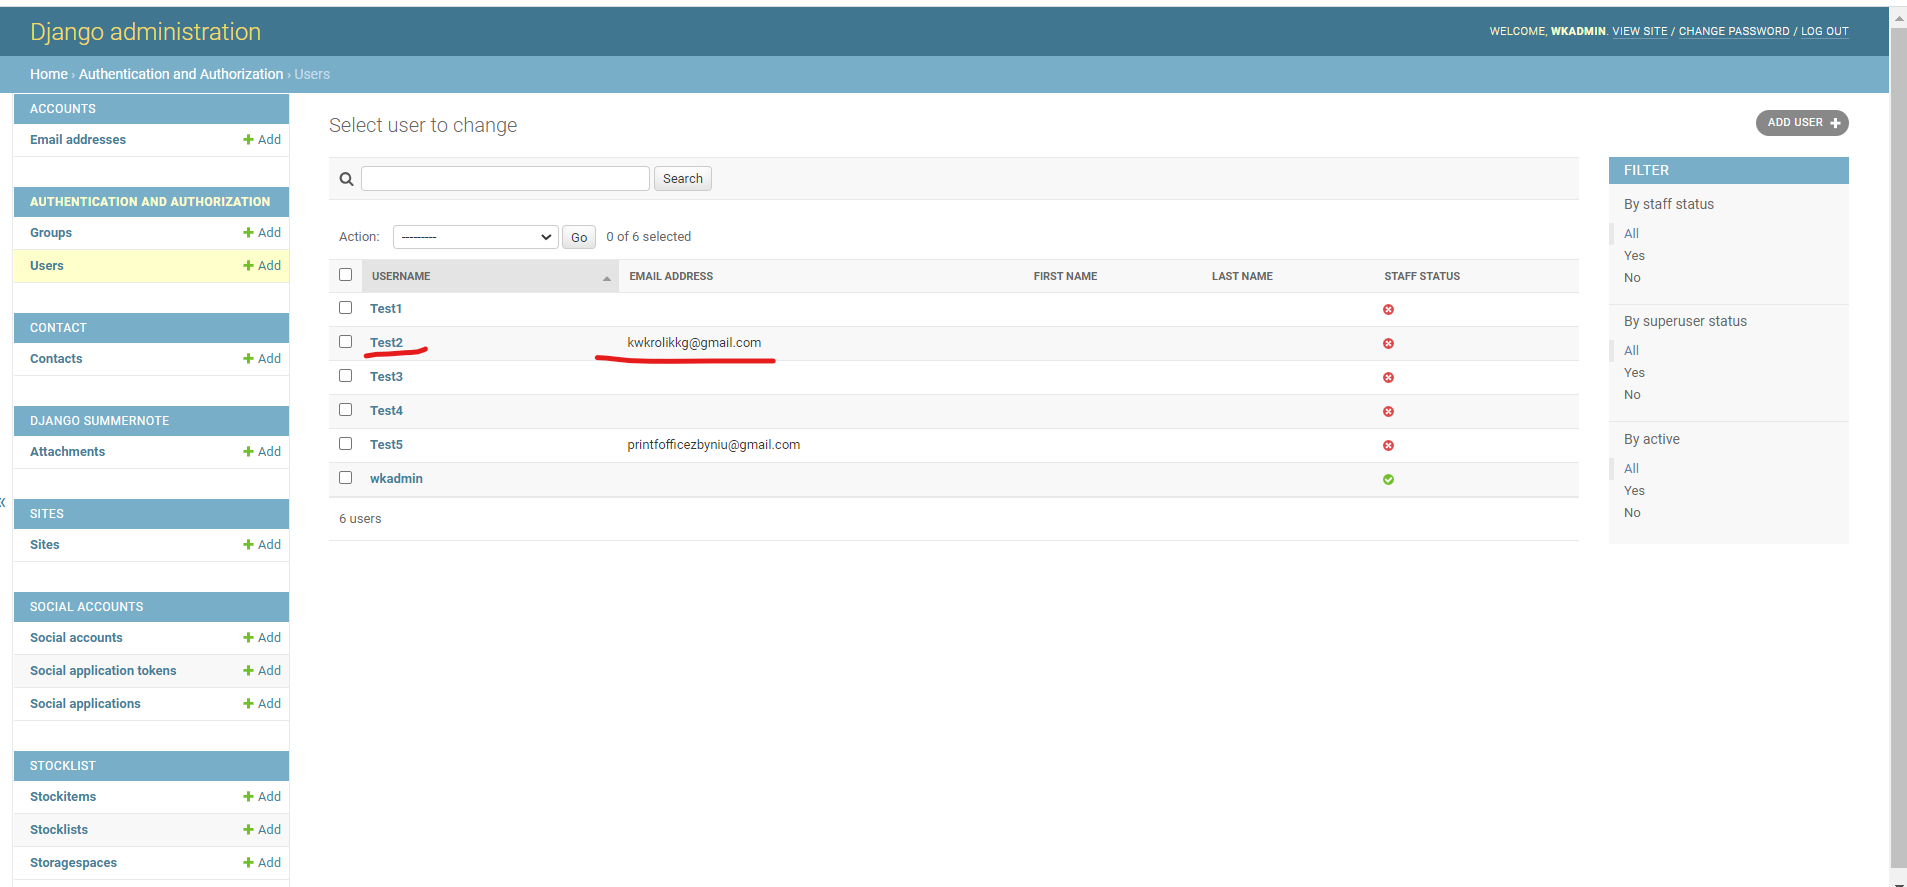 Django administration
WELCOME, WKADMIN. VIEW SITE / CHANGE PASSWORD / LOG OUT
Home › Authentication and Authorization › Users
ACCOUNTS
Email addresses + Add
AUTHENTICATION AND AUTHORIZATION
Groups + Add
Users + Add
CONTACT
Contacts + Add
DJANGO SUMMERNOTE
Attachments + Add
«
SITES
Sites + Add
SOCIAL ACCOUNTS
Social accounts + Add
Social application tokens + Add
Social applications + Add
STOCKLIST
Stockitems + Add
Stocklists + Add
Storagespaces + Add
Select user to change
ADD USER +
Search
Action: --------- Go 0 of 6 selected
USERNAME EMAIL ADDRESS FIRST NAME LAST NAME STAFF STATUS
Test1
Test2 kwkrolikkg@gmail.com
Test3
Test4
Test5 printfofficezbyniu@gmail.com
wkadmin
6 users
FILTER
By staff status
All
Yes
No
By superuser status
All
Yes
No
By active
All
Yes
No